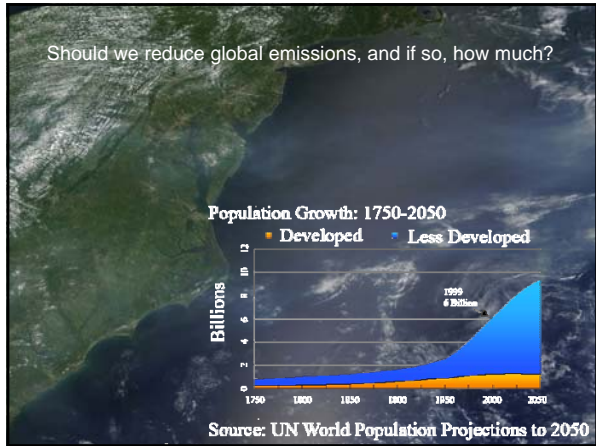 Should we reduce global emissions, and if so, how much?
Population Growth: 1750-2050
Developed Less Developed
12
10
8
6
4
2
0
Billions
1999
6 Billion
1750 1800 1850 1950 2000 2050
Source: UN World Population Projections to 2050